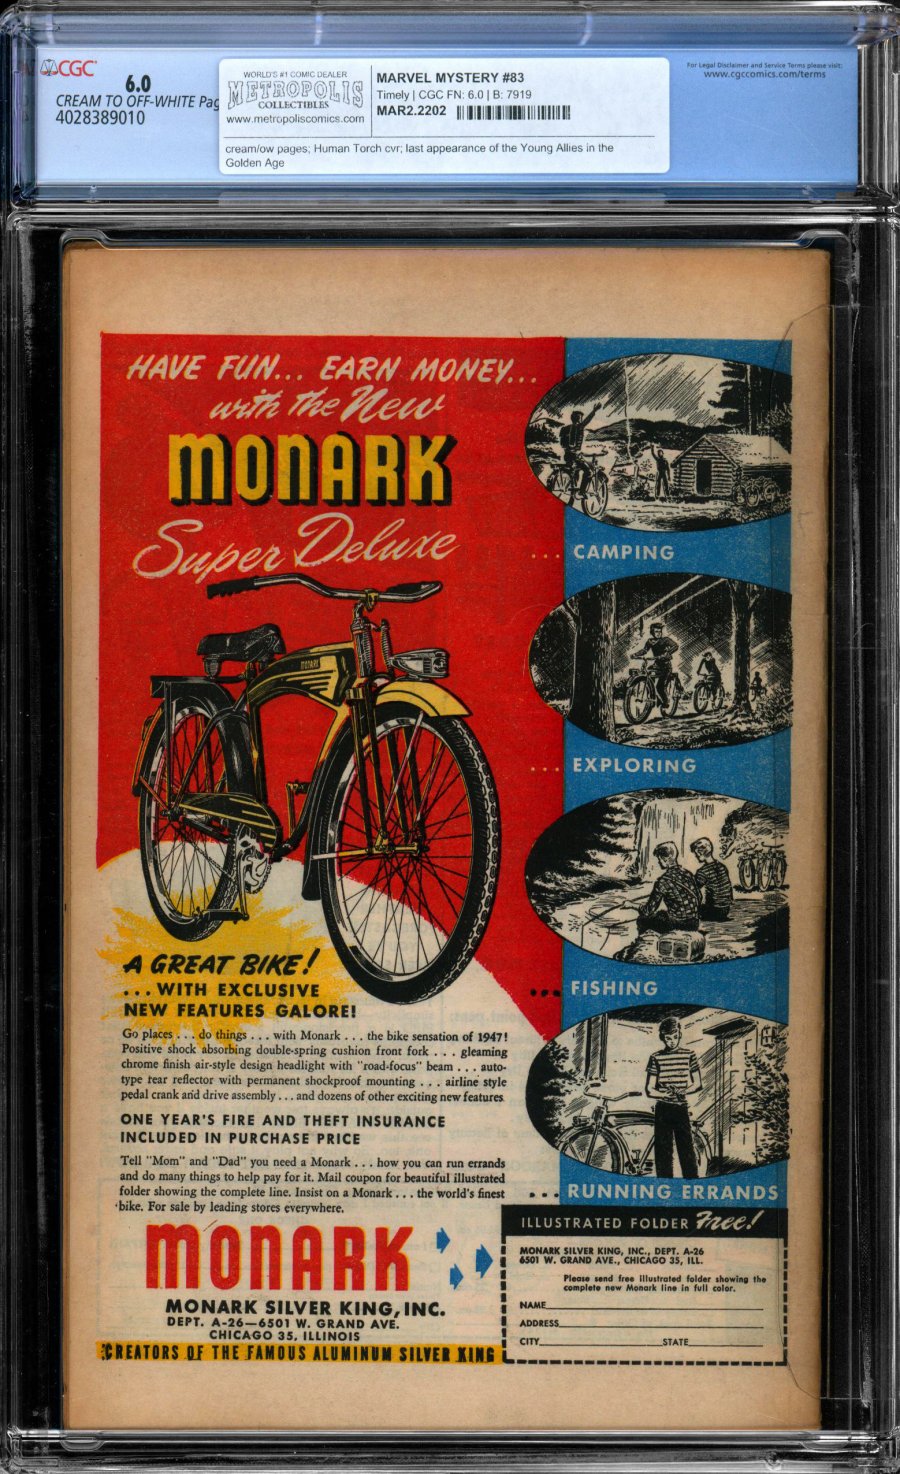 CGC
6.0
CREAM TO OFF-WHITE Pag
4028389010
WORLD'S #1 COMIC DEALER
METROPOLIS
COLLECTIBLES
www.metropoliscomics.com
MARVEL MYSTERY #83
Timely | CGC FN: 6.0 | B: 7919
MAR2.2202
cream/ow pages; Human Torch cvr; last appearance of the Young Allies in the
Golden Age
For Legal Disclaimer and Service Terms please visit:
www.cgccomics.com/terms
HAVE FUN... EARN MONEY...
with the New
MONARK
Super Deluxe
MONARK
... CAMPING
... EXPLORING
... FISHING
... RUNNING ERRANDS
A GREAT BIKE!
...WITH EXCLUSIVE
NEW FEATURES GALORE!
Go places . . . do things . . . with Monark . . . the bike sensation of 1947!
Positive shock absorbing double-spring cushion front fork . . . gleaming
chrome finish air-style design headlight with "road-focus" beam . . . auto-
type rear reflector with permanent shockproof mounting . . . airline style
pedal crank and drive assembly . . . and dozens of other exciting new features
ONE YEAR'S FIRE AND THEFT INSURANCE
INCLUDED IN PURCHASE PRICE
Tell "Mom" and "Dad" you need a Monark . . . how you can run errands
and do many things to help pay for it. Mail coupon for beautiful illustrated
folder showing the complete line. Insist on a Monark . . . the world's finest
bike. For sale by leading stores everywhere.
MONARK
MONARK SILVER KING, INC.
DEPT. A-26—6501 W. GRAND AVE.
CHICAGO 35, ILLINOIS
CREATORS OF THE FAMOUS ALUMINUM SILVER KING
ILLUSTRATED FOLDER Free!
MONARK SILVER KING, INC., DEPT. A-26
6501 W. GRAND AVE., CHICAGO 35, ILL.
Please send free illustrated folder showing the
complete new Monark line in full color.
NAME
ADDRESS
CITY STATE